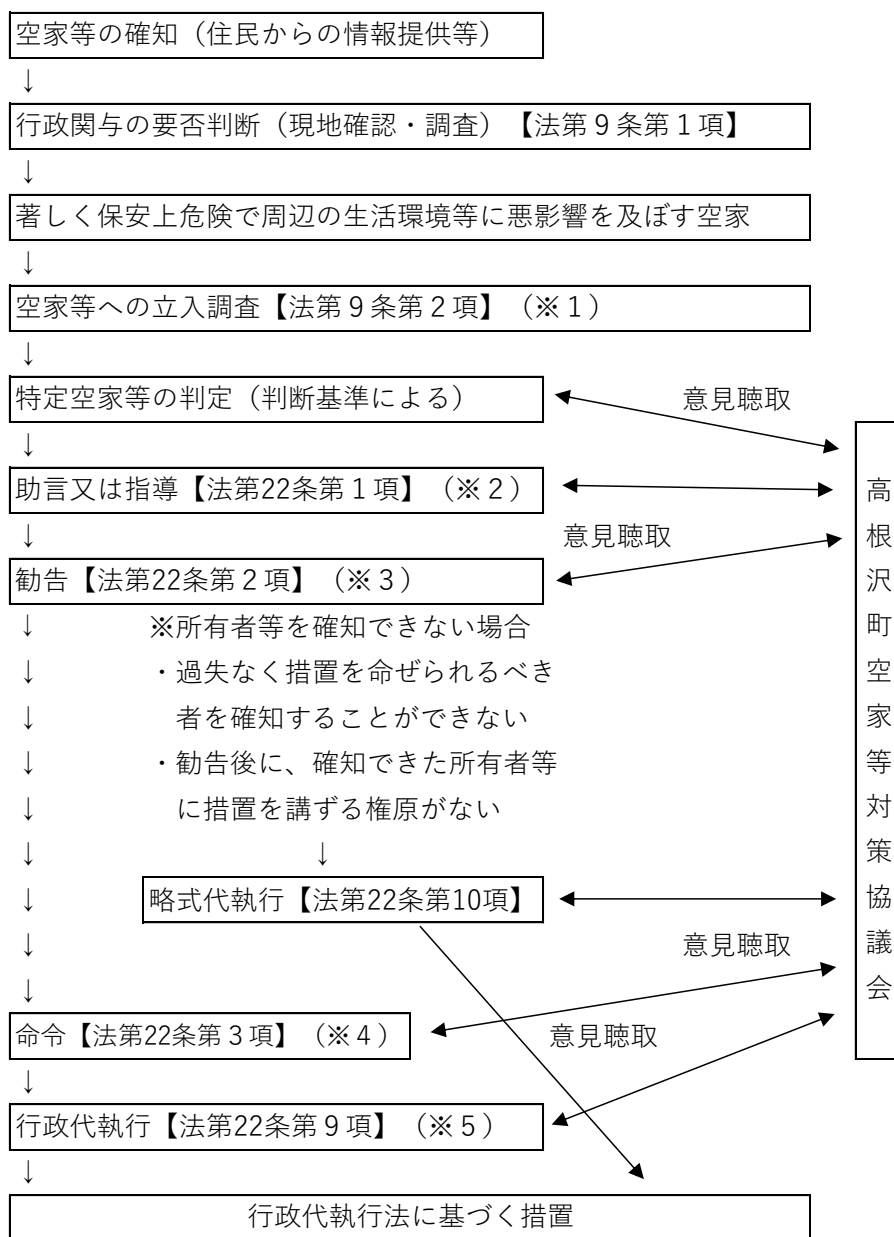 空家等の確知（住民からの情報提供等）
↓
行政関与の要否判断（現地確認・調査）【法第９条第１項】
↓
著しく保安上危険で周辺の生活環境等に悪影響を及ぼす空家
↓
空家等への立入調査【法第９条第２項】（※１）
↓
特定空家等の判定（判断基準による）
意見聴取
↓
助言又は指導【法第22条第１項】（※２）
↓
意見聴取
勧告【法第22条第２項】（※３）
↓ ※所有者等を確知できない場合
↓ ・過失なく措置を命ぜられるべき
↓ 者を確知することができない
↓ ・勧告後に、確知できた所有者等
↓ に措置を講ずる権原がない
↓ ↓
↓ 略式代執行【法第22条第10項】
↓ 意見聴取
↓
命令【法第22条第３項】（※４）
意見聴取
↓
行政代執行【法第22条第９項】（※５）
↓
行政代執行法に基づく措置
高根沢町空家等対策協議会